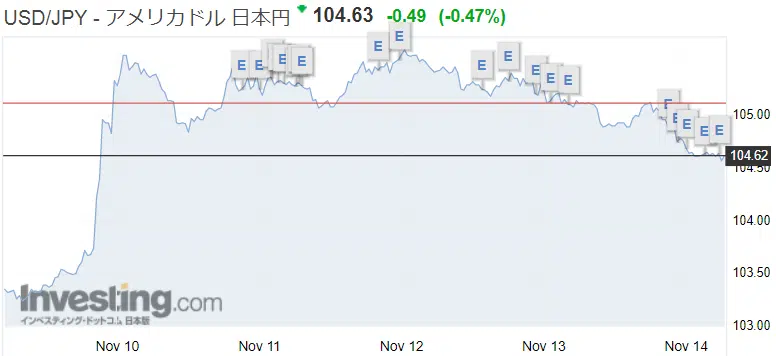 USD/JPY - アメリカドル 日本円 104.63 -0.49 (-0.47%)
E E E E E E E E E E E E E E E E E
105.00
104.62
104.50
104.00
103.50
103.00
Investing.com
インベスティング・ドットコム 日本版
Nov 10 Nov 11 Nov 12 Nov 13 Nov 14